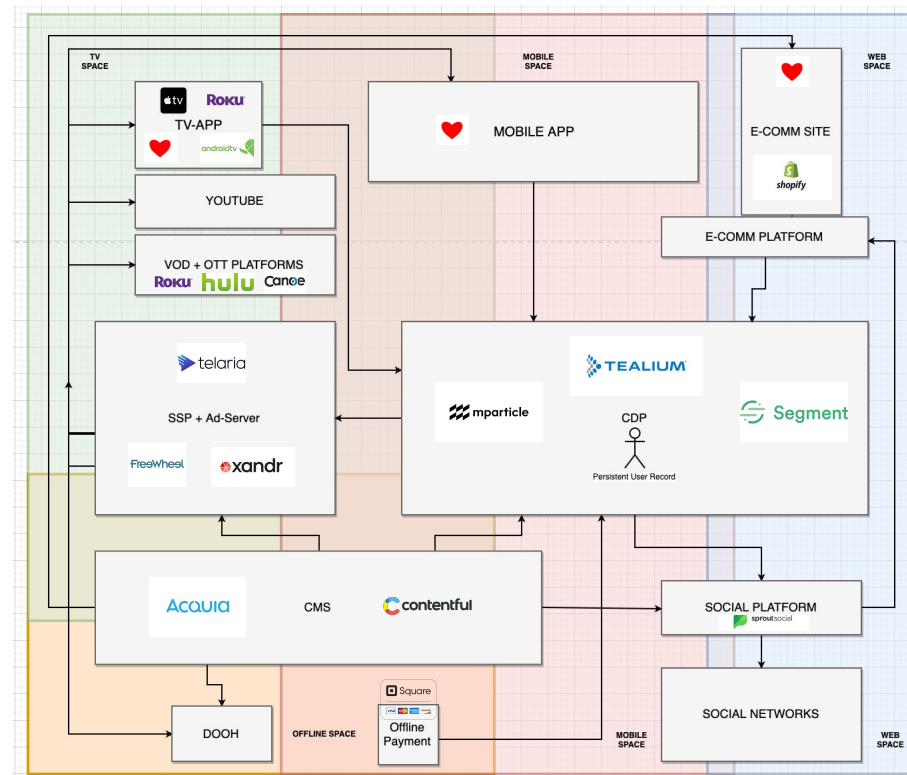 TV
SPACE
MOBILE
SPACE
WEB
SPACE
tv
ROKU
TV-APP
androidtv
MOBILE APP
E-COMM SITE
shopify
YOUTUBE
E-COMM PLATFORM
VOD + OTT PLATFORMS
ROKU
hulu
Canoe
telaria
SSP + Ad-Server
FreeWheel
xandr
TEALIUM
mparticle
Segment
CDP
Persistent User Record
ACQUIA
CMS
contentful
SOCIAL PLATFORM
sproutsocial
DOOH
OFFLINE SPACE
Square
VISA
Offline
Payment
MOBILE
SPACE
SOCIAL NETWORKS
WEB
SPACE